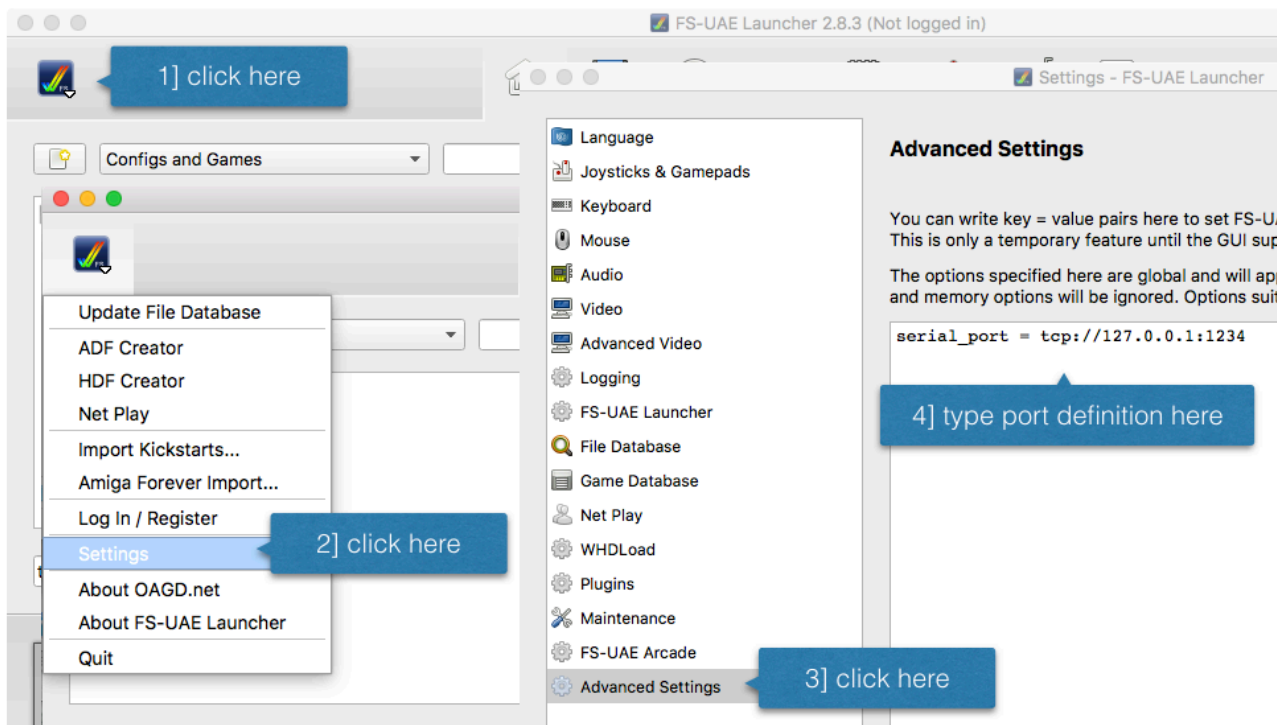 FS-UAE Launcher 2.8.3 (Not logged in)
1] click here
Configs and Games
Update File Database
ADF Creator
HDF Creator
Net Play
Import Kickstarts...
Amiga Forever Import...
Log In / Register
Settings
2] click here
About OAGD.net
About FS-UAE Launcher
Quit
Settings - FS-UAE Launcher
Language
Joysticks & Gamepads
Keyboard
Mouse
Audio
Video
Advanced Video
Logging
FS-UAE Launcher
File Database
Game Database
Net Play
WHDLoad
Plugins
Maintenance
FS-UAE Arcade
Advanced Settings
3] click here
Advanced Settings
You can write key = value pairs here to set FS-UA
This is only a temporary feature until the GUI sup
The options specified here are global and will ap
and memory options will be ignored. Options suit
serial_port = tcp://127.0.0.1:1234
4] type port definition here